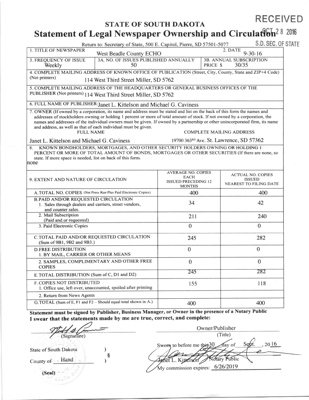 RECEIVED
OCT 28 2016
S.D. SEC. OF STATE
STATE OF SOUTH DAKOTA
Statement of Legal Newspaper Ownership and Circulation
Return to: Secretary of State, 500 E. Capitol, Pierre, SD 57501-5077
1. TITLE OF NEWSPAPER
West Beadle County ECHO
2. DATE
9-30-16
3. FREQUENCY OF ISSUE
Weekly
3A. NO. OF ISSUES PUBLISHED ANNUALLY
50
3B. ANNUAL SUBSCRIPTION
PRICE $ 30/35
4. COMPLETE MAILING ADDRESS OF KNOWN OFFICE OF PUBLICATION (Street, City, County, State and ZIP+4 Code)
(Not printers) 114 West Third Street Miller, SD 5762
5. COMPLETE MAILING ADDRESS OF THE HEADQUARTERS OR GENERAL BUSINESS OFFICES OF THE
PUBLISHER (Not printers) 114 West Third Street Miller, SD 5762
6. FULL NAME OF PUBLISHER Janet L. Kittelson and Michael G. Caviness
7. OWNER (If owned by a corporation, its name and address must be stated and list on the back of this form the names and
addresses of stockholders owning or holding 1 percent or more of total amount of stock. If not owned by a corporation, the
names and addresses of the individual owners must be given. If owned by a partnership or other unincorporated firm, its name
and address, as well as that of each individual must be given.
FULL NAME
COMPLETE MAILING ADDRESS
Janet L. Kittelson and Michael G. Caviness
St. Lawrence, SD 57362
8. KNOWN BONDHOLDERS, MORTGAGES, AND OTHER SECURITY HOLDERS OWNING OR HOLDING 1
PERCENT OR MORE OF TOTAL AMOUNT OF BONDS, MORTGAGES OR OTHER SECURITIES (If there are none, so
state. If more space is needed, list on back of this form.
none
9. EXTENT AND NATURE OF CIRCULATION
AVERAGE NO. COPIES
EACH
ISSUED PRECEDING 12
MONTHS
ACTUAL NO. COPIES
ISSUED
NEAREST TO FILING DATE
A. TOTAL NO. COPIES (Net Press Run Plus Paid Electronic Copies)
400
400
B. PAID AND/OR REQUESTED CIRCULATION
1. Sales through dealers and carriers, street vendors,
and counter sales
34
42
2. Mail Subscription
(Paid and or requested)
211
240
3. Paid Electronic Copies
0
0
C. TOTAL PAID AND/OR REQUESTED CIRCULATION
(Sum of 9B1, 9B2 and 9B3.)
245
282
D. FREE DISTRIBUTION
1. BY MAIL, CARRIER OR OTHER MEANS
0
0
2. SAMPLES, COMPLIMENTARY AND OTHER FREE
COPIES
0
0
E. TOTAL DISTRIBUTION (Sum of C, D1 and D2)
245
282
F. COPIES NOT DISTRIBUTED
1. Office use, left over, unaccounted, spoiled after printing
155
118
2. Return from News Agents
G. TOTAL (Sum of E, F1 and F2 / Should equal total shown in A.)
400
400
Statement must be signed by Publisher, Business Manager, or Owner in the presence of a Notary Public
I swear that the statements made by me are true, correct, and complete:
Owner/Publisher
(Signature)
(Title)
State of South Dakota )
County of Hand )
Sworn to before me this 30 day of Sept. 2016
Janet L. Kittelson Notary Public
My commission expires: 6/26/2019
(Seal)